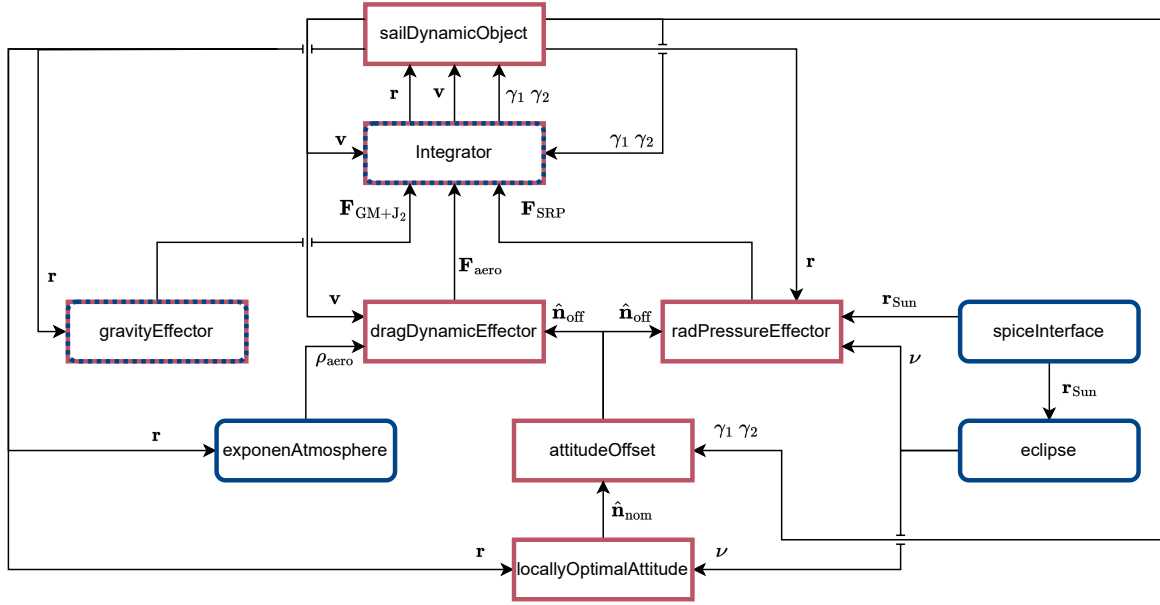 sailDynamicObject
r
v
γ₁ γ₂
v
Integrator
γ₁ γ₂
F_GM+J₂
F_SRP
r
F_aero
r
v
n̂_off
n̂_off
r_Sun
gravityEffector
dragDynamicEffector
radPressureEffector
spiceInterface
ρ_aero
ν
r_Sun
r
exponenAtmosphere
attitudeOffset
γ₁ γ₂
eclipse
n̂_nom
r
locallyOptimalAttitude
ν